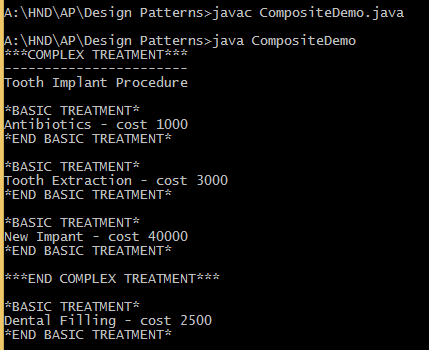 A:\HND\AP\Design Patterns>javac CompositeDemo.java
A:\HND\AP\Design Patterns>java CompositeDemo
***COMPLEX TREATMENT***
-----------------------
Tooth Implant Procedure
*BASIC TREATMENT*
Antibiotics - cost 1000
*END BASIC TREATMENT*
*BASIC TREATMENT*
Tooth Extraction - cost 3000
*END BASIC TREATMENT*
*BASIC TREATMENT*
New Impant - cost 40000
*END BASIC TREATMENT*
***END COMPLEX TREATMENT***
*BASIC TREATMENT*
Dental Filling - cost 2500
*END BASIC TREATMENT*